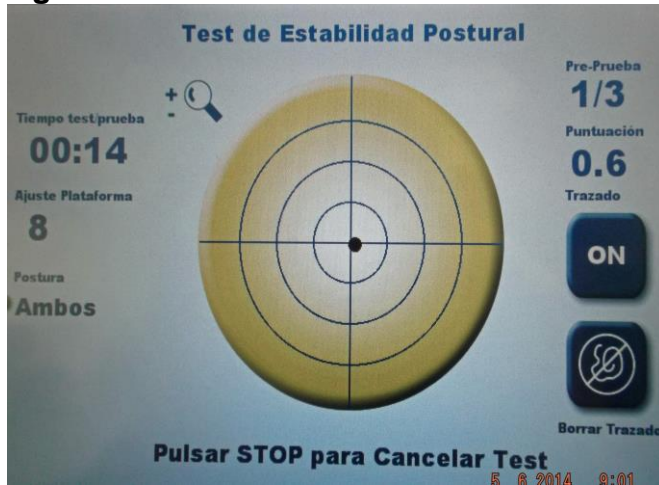 Test de Estabilidad Postural
+
-
Tiempo test/prueba
00:14
Ajuste Plataforma
8
Postura
Ambos
Pre-Prueba
1/3
Puntuación
0.6
Trazado
ON
Borrar Trazado
Pulsar STOP para Cancelar Test
5 6 2014 9:01